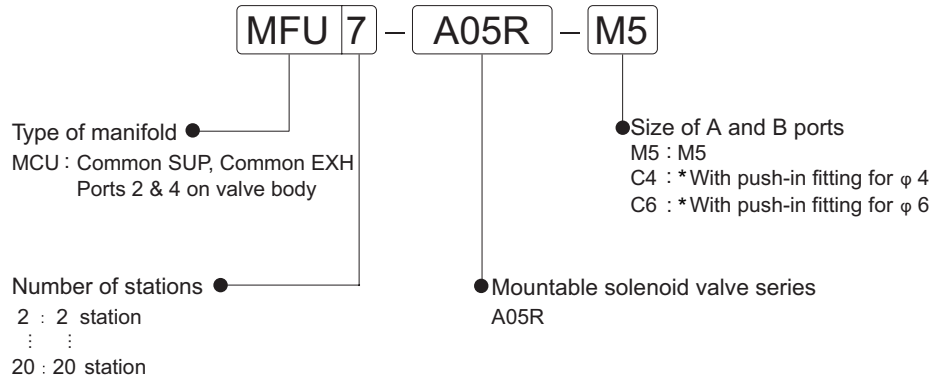 MFU 7 – A05R – M5
Type of manifold
MCU : Common SUP, Common EXH
Ports 2 & 4 on valve body
Size of A and B ports
M5 : M5
C4 : *With push-in fitting for φ 4
C6 : *With push-in fitting for φ 6
Number of stations
2 : 2 station
⋮ ⋮
20 : 20 station
Mountable solenoid valve series
A05R